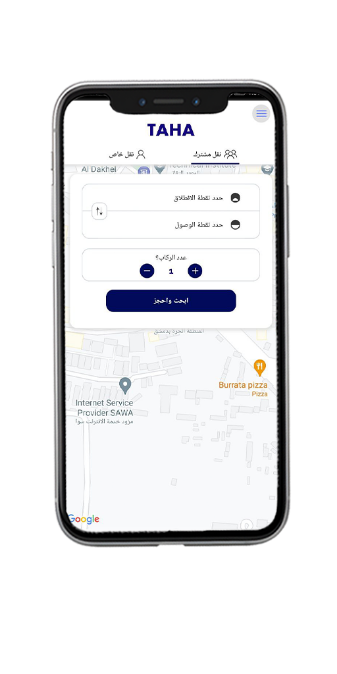 TAHA
نقل مشترك
نقل خاص
Al Dakhel
حدد نقطة الانطلاق
حدد نقطة الوصول
عدد الركاب؟
1
ابحث واحجز
Burrata pizza
Pizza
Internet Service
Provider SAWA
مزود خدمة الانترنت سوا
Google